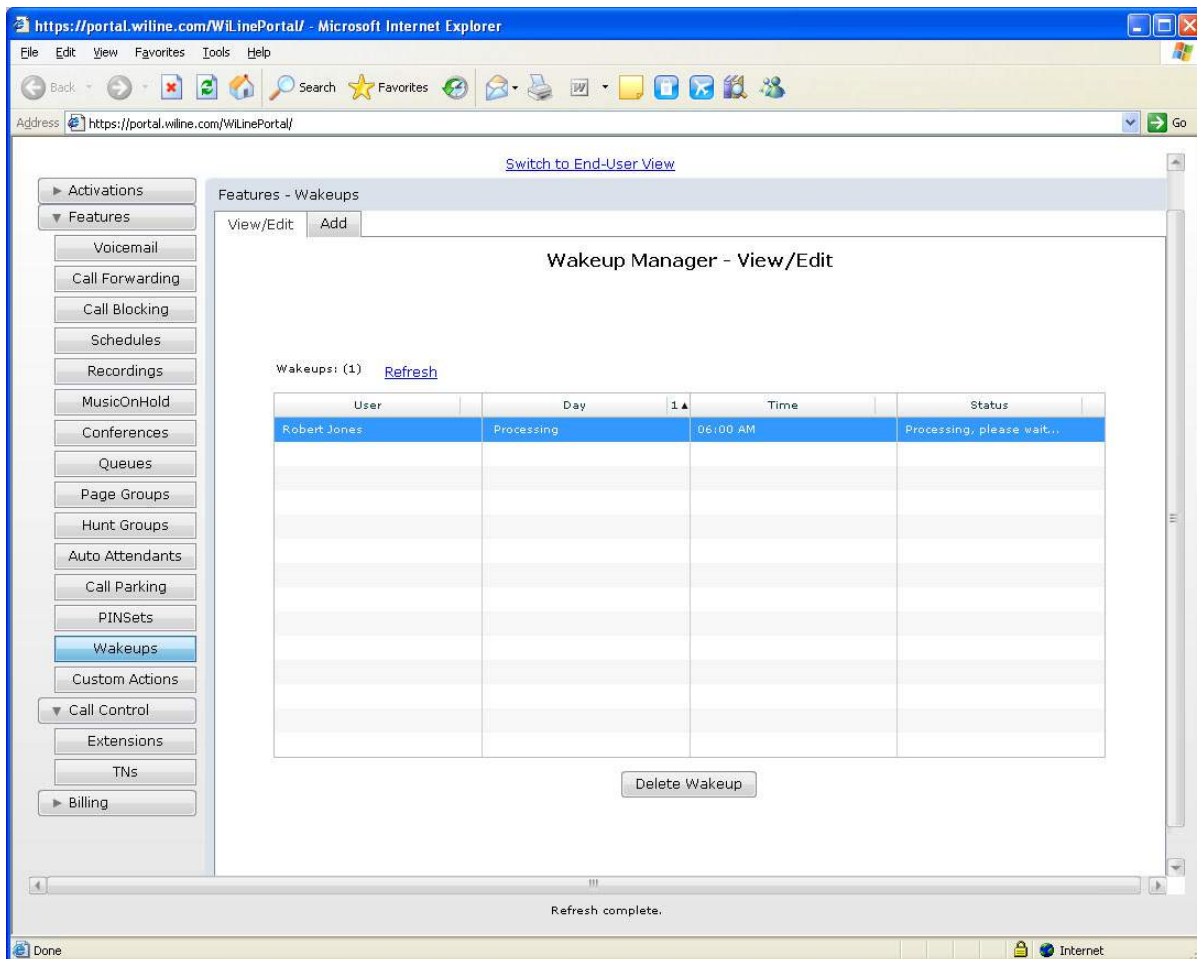 https://portal.wiline.com/WiLinePortal/ - Microsoft Internet Explorer
File Edit View Favorites Tools Help
Back Search Favorites
Address https://portal.wiline.com/WiLinePortal/ Go
Switch to End-User View
Activations
Features
Voicemail
Call Forwarding
Call Blocking
Schedules
Recordings
MusicOnHold
Conferences
Queues
Page Groups
Hunt Groups
Auto Attendants
Call Parking
PINSets
Wakeups
Custom Actions
Call Control
Extensions
TNs
Billing
Features - Wakeups
View/Edit Add
Wakeup Manager - View/Edit
Wakeups: (1) Refresh
User Day 1▲ Time Status
Robert Jones Processing 06:00 AM Processing, please wait...
Delete Wakeup
Refresh complete.
Done Internet